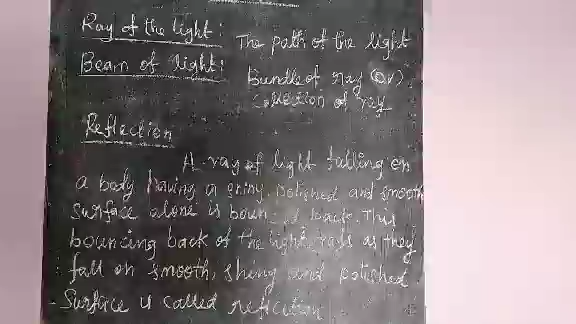 Ray of the light: The path of the light
Beam of light: Bundle of ray (Or)
Collection of ray
Reflection
A ray of light falling on
a body having a shiny, polished and smooth
surface alone is bounced back. This
bouncing back of the light rays as they
fall on smooth, shiny and polished
Surface is called reflection